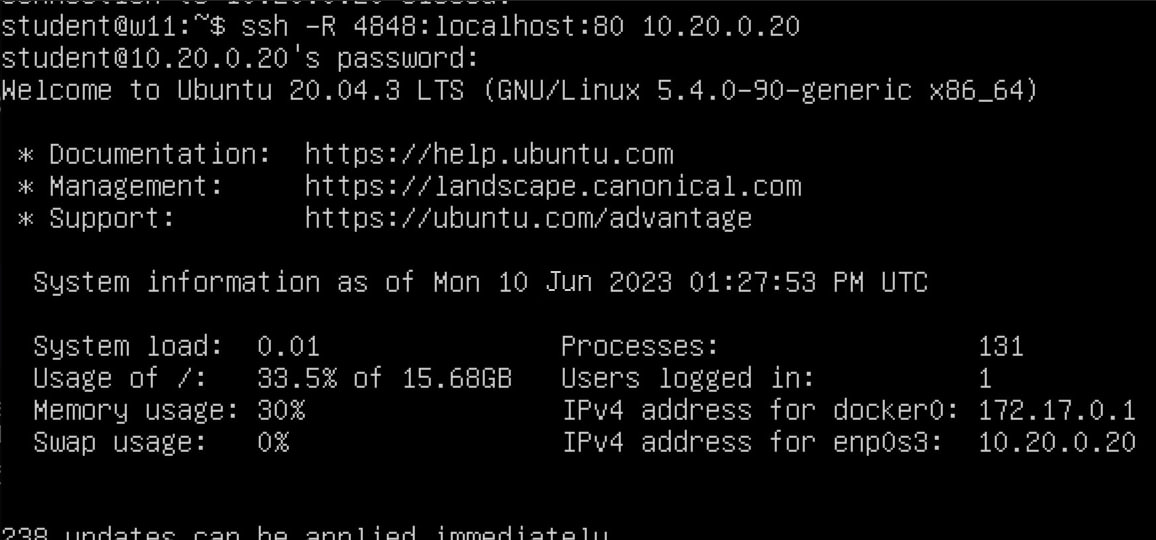 student@w11:~$ ssh -R 4848:localhost:80 10.20.0.20
student@10.20.0.20's password:
Welcome to Ubuntu 20.04.3 LTS (GNU/Linux 5.4.0-90-generic x86_64)
* Documentation: https://help.ubuntu.com
* Management: https://landscape.canonical.com
* Support: https://ubuntu.com/advantage
System information as of Mon 10 Jun 2023 01:27:53 PM UTC
System load: 0.01 Processes: 131
Usage of /: 33.5% of 15.68GB Users logged in: 1
Memory usage: 30% IPv4 address for docker0: 172.17.0.1
Swap usage: 0% IPv4 address for enp0s3: 10.20.0.20
238 updates can be applied immediately